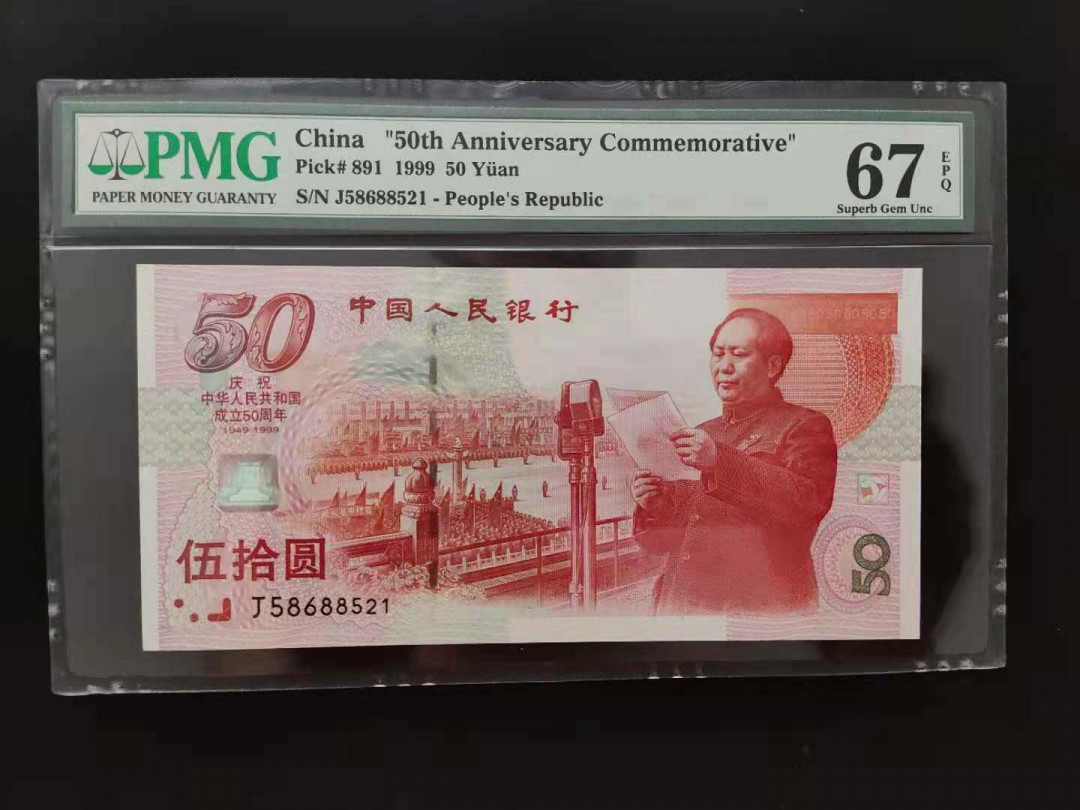 PMG
PAPER MONEY GUARANTY
China "50th Anniversary Commemorative"
Pick# 891 1999 50 Yüan
S/N J58688521 - People's Republic
67
EPQ
Superb Gem Unc
50
中国人民银行
庆祝
中华人民共和国
成立50周年
1949-1999
伍拾圆
J58688521
50